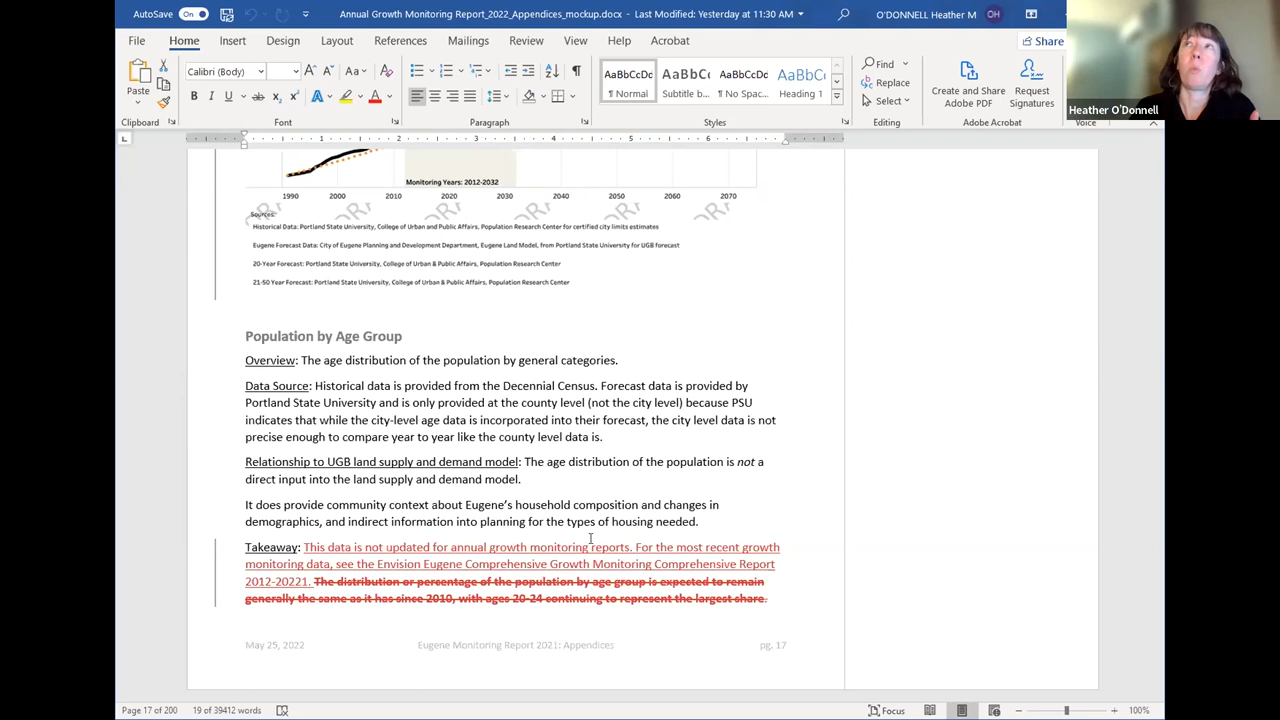 AutoSave Off
Annual Growth Monitoring Report_2022_Appendices_mockup.docx - Last Modified: Yesterday at 11:30 AM
O'DONNELL Heather M OH
File Home Insert Design Layout References Mailings Review View Help Acrobat Share
Calibri (Body)
Paste
AaBbCcDd AaBbCc AaBbCcDd AaBbCc
¶ Normal Subtitle b... ¶ No Spac... Heading 1
Find
Replace
Select
Create and Share Adobe PDF
Request Signatures
Heather O'Donnell
Clipboard Font Paragraph Styles Editing Adobe Acrobat Voice
1 2 3 4 5 6 7
Monitoring Years: 2012-2032
1990 2000 2010 2020 2030 2040 2050 2060 2070
Sources:
Historical Data: Portland State University, College of Urban and Public Affairs, Population Research Center for certified city limits estimates
Eugene Forecast Data: City of Eugene Planning and Development Department, Eugene Land Model, from Portland State University for UGB forecast
20-Year Forecast: Portland State University, College of Urban & Public Affairs, Population Research Center
21-50 Year Forecast: Portland State University, College of Urban & Public Affairs, Population Research Center
Population by Age Group
Overview: The age distribution of the population by general categories.
Data Source: Historical data is provided from the Decennial Census. Forecast data is provided by
Portland State University and is only provided at the county level (not the city level) because PSU
indicates that while the city-level age data is incorporated into their forecast, the city level data is not
precise enough to compare year to year like the county level data is.
Relationship to UGB land supply and demand model: The age distribution of the population is not a
direct input into the land supply and demand model.
It does provide community context about Eugene's household composition and changes in
demographics, and indirect information into planning for the types of housing needed.
Takeaway: This data is not updated for annual growth monitoring reports. For the most recent growth
monitoring data, see the Envision Eugene Comprehensive Growth Monitoring Comprehensive Report
2012-20221. The distribution or percentage of the population by age group is expected to remain
generally the same as it has since 2010, with ages 20-24 continuing to represent the largest share.
May 25, 2022 Eugene Monitoring Report 2021: Appendices pg. 17
Page 17 of 200 19 of 39412 words Focus 100%